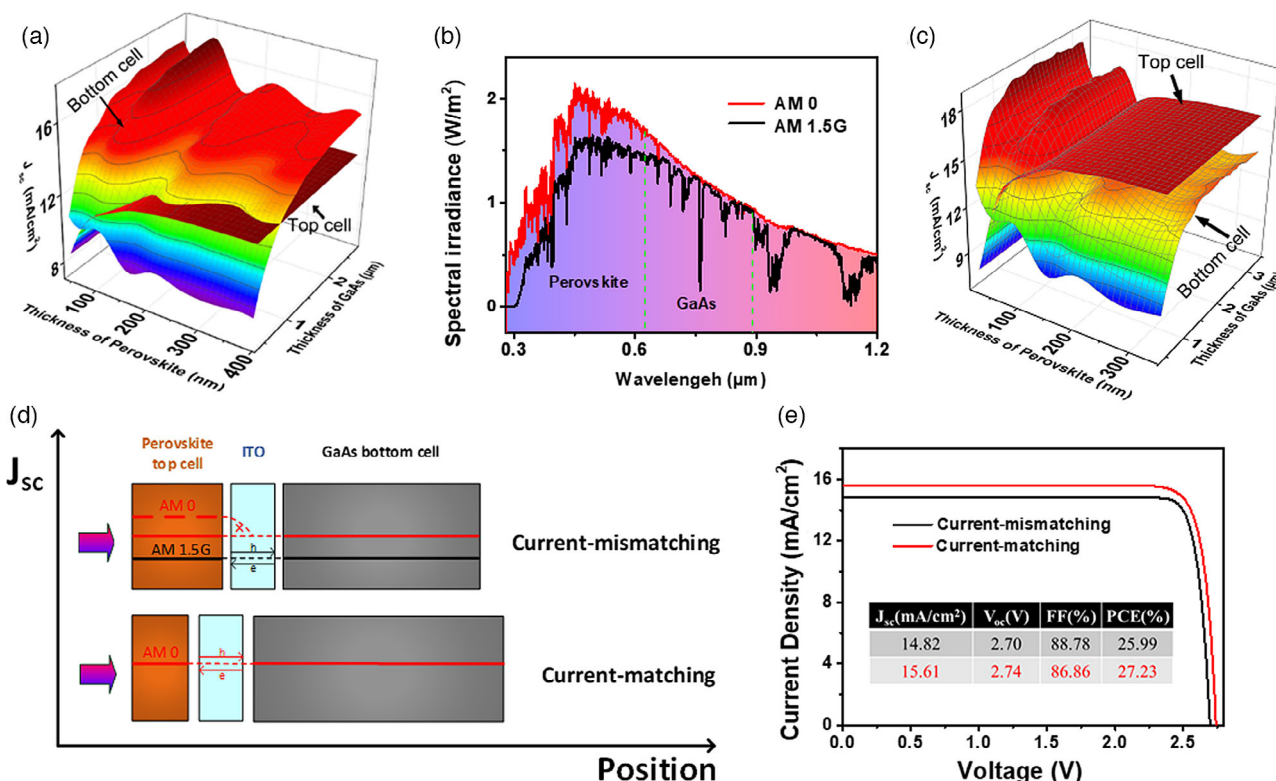 (a)
Bottom cell
Top cell
16
12
8
J_sc (mA/cm²)
100
200
300
400
Thickness of Perovskite (nm)
1
2
Thickness of GaAs (μm)
(b)
AM 0
AM 1.5G
2
1
0
Spectral irradiance (W/m²)
Perovskite
GaAs
0.3
0.6
0.9
1.2
Wavelengeh (μm)
(c)
Top cell
Bottom cell
18
15
12
9
J_sc (mA/cm²)
100
200
300
Thickness of Perovskite (nm)
1
2
3
Thickness of GaAs (μm)
(d)
J_SC
Perovskite
top cell
ITO
GaAs bottom cell
AM 0
×
AM 1.5G
h
e
Current-mismatching
AM 0
h
e
Current-matching
Position
(e)
16
12
8
4
0
Current Density (mA/cm²)
Current-mismatching
Current-matching
J_sc(mA/cm²) V_oc(V) FF(%) PCE(%)
14.82 2.70 88.78 25.99
15.61 2.74 86.86 27.23
0.0
0.5
1.0
1.5
2.0
2.5
Voltage (V)